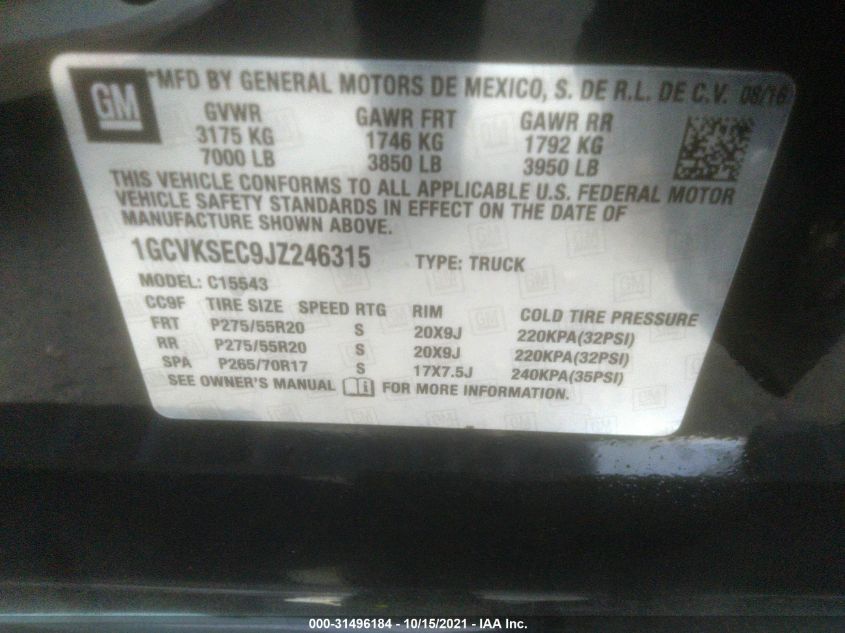 GM
*MFD BY GENERAL MOTORS DE MEXICO, S. DE R.L. DE C.V. 08/16
GVWR GAWR FRT GAWR RR
3175 KG 1746 KG 1792 KG
7000 LB 3850 LB 3950 LB
THIS VEHICLE CONFORMS TO ALL APPLICABLE U.S. FEDERAL MOTOR
VEHICLE SAFETY STANDARDS IN EFFECT ON THE DATE OF
MANUFACTURE SHOWN ABOVE.
1GCVKSEC9JZ246315 TYPE: TRUCK
MODEL: C15543
CC9F TIRE SIZE SPEED RTG RIM COLD TIRE PRESSURE
FRT P275/55R20 S 20X9J 220KPA(32PSI)
RR P275/55R20 S 20X9J 220KPA(32PSI)
SPA P265/70R17 S 17X7.5J 240KPA(35PSI)
SEE OWNER'S MANUAL FOR MORE INFORMATION.
000-31496184 - 10/15/2021 - IAA Inc.